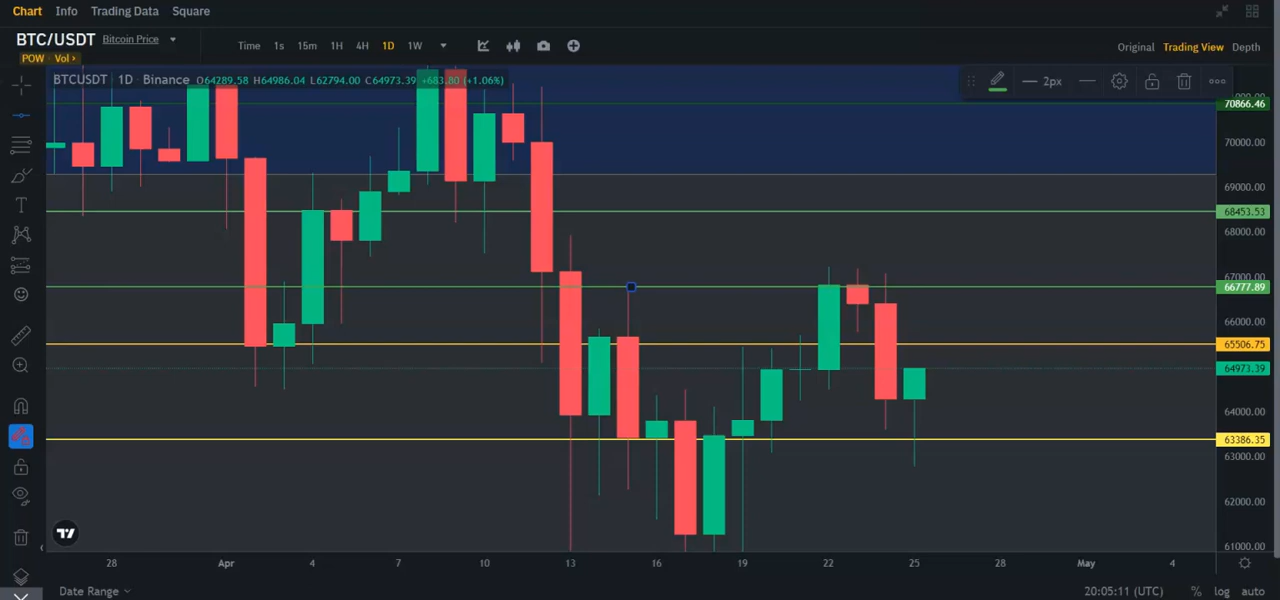 Chart Info Trading Data Square
BTC/USDT Bitcoin Price
POW Vol
Time 1s 15m 1H 4H 1D 1W
Original Trading View Depth
BTCUSDT 1D Binance O64289.58 H64986.04 L62794.00 C64973.39 +683.80 (+1.06%)
2px
70866.46
70000.00
69000.00
68453.53
68000.00
67000.00
66777.89
66000.00
65506.75
64973.39
64000.00
63386.35
63000.00
62000.00
61000.00
28 Apr 4 7 10 13 16 19 22 25 28 May 4
Date Range 20:05:11 (UTC) % log auto